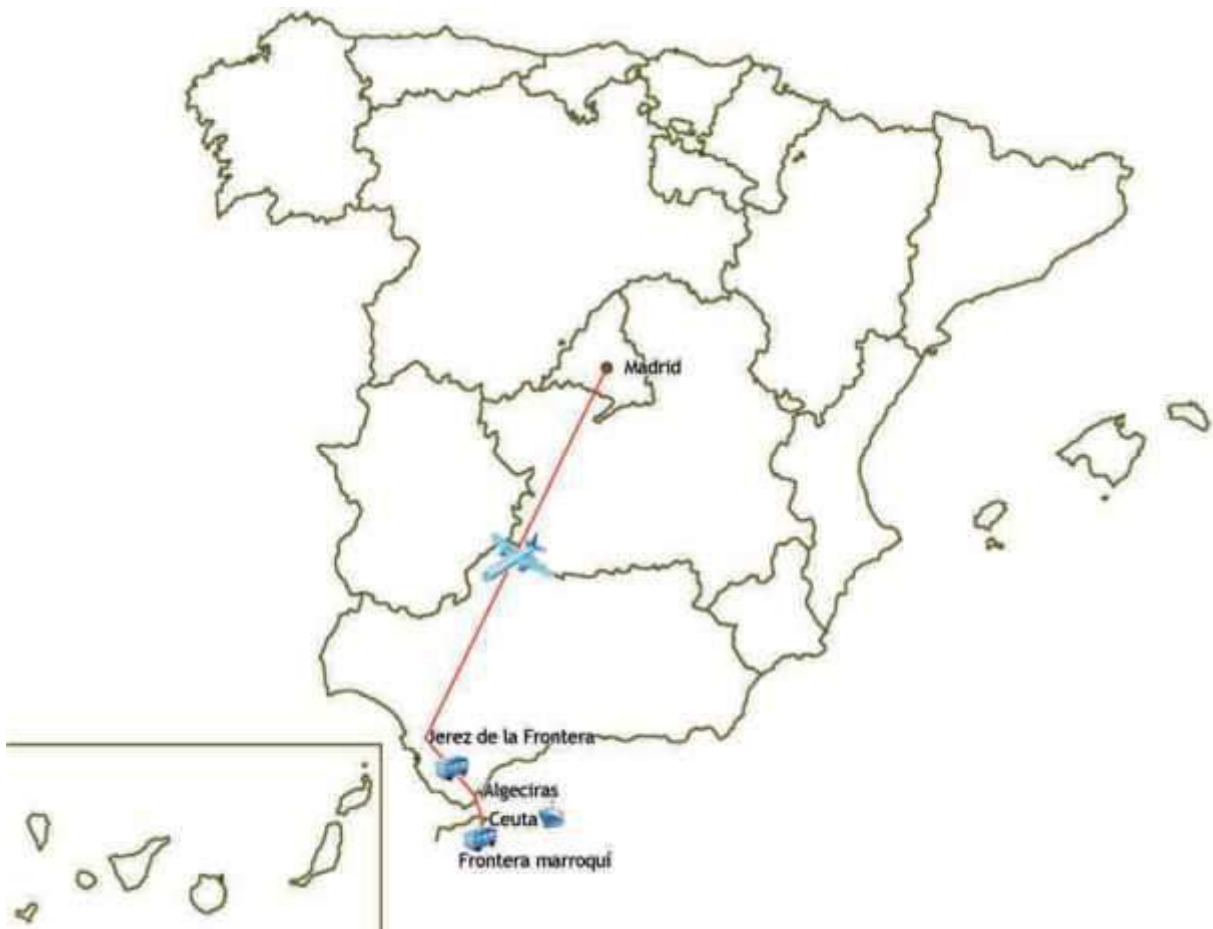 Madrid
Jerez de la Frontera
Algeciras
Ceuta
Frontera marroquí